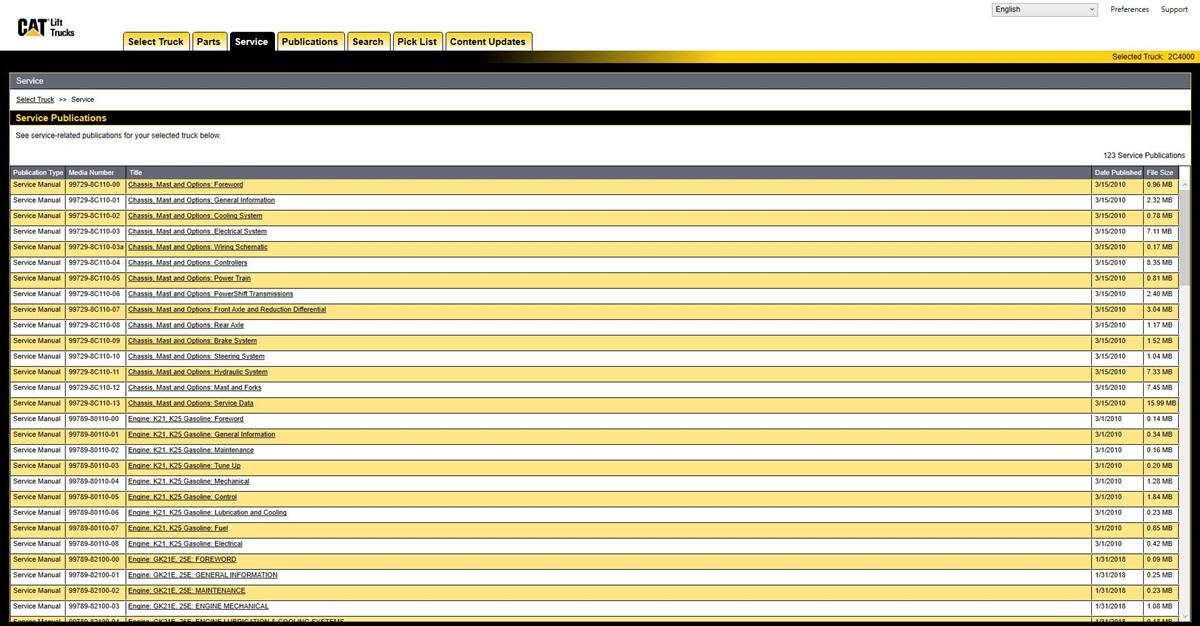 English
Preferences
Support
CAT Lift Trucks
Select Truck Parts Service Publications Search Pick List Content Updates
Selected Truck: 2C4000
Service
Select Truck >> Service
Service Publications
See service-related publications for your selected truck below.
123 Service Publications
Publication Type Media Number Title Date Published File Size
Service Manual 99729-8C110-00 Chassis, Mast and Options: Foreword 3/15/2010 0.96 MB
Service Manual 99729-8C110-01 Chassis, Mast and Options: General Information 3/15/2010 2.32 MB
Service Manual 99729-8C110-02 Chassis, Mast and Options: Cooling System 3/15/2010 0.78 MB
Service Manual 99729-8C110-03 Chassis, Mast and Options: Electrical System 3/15/2010 7.11 MB
Service Manual 99729-8C110-03a Chassis, Mast and Options: Wiring Schematic 3/15/2010 0.17 MB
Service Manual 99729-8C110-04 Chassis, Mast and Options: Controllers 3/15/2010 8.35 MB
Service Manual 99729-8C110-05 Chassis, Mast and Options: Power Train 3/15/2010 0.81 MB
Service Manual 99729-8C110-06 Chassis, Mast and Options: PowerShift Transmissions 3/15/2010 2.40 MB
Service Manual 99729-8C110-07 Chassis, Mast and Options: Front Axle and Reduction Differential 3/15/2010 3.04 MB
Service Manual 99729-8C110-08 Chassis, Mast and Options: Rear Axle 3/15/2010 1.17 MB
Service Manual 99729-8C110-09 Chassis, Mast and Options: Brake System 3/15/2010 1.52 MB
Service Manual 99729-8C110-10 Chassis, Mast and Options: Steering System 3/15/2010 1.04 MB
Service Manual 99729-8C110-11 Chassis, Mast and Options: Hydraulic System 3/15/2010 7.33 MB
Service Manual 99729-8C110-12 Chassis, Mast and Options: Mast and Forks 3/15/2010 7.45 MB
Service Manual 99729-8C110-13 Chassis, Mast and Options: Service Data 3/15/2010 15.99 MB
Service Manual 99789-80110-00 Engine: K21, K25 Gasoline: Foreword 3/1/2010 0.14 MB
Service Manual 99789-80110-01 Engine: K21, K25 Gasoline: General Information 3/1/2010 0.34 MB
Service Manual 99789-80110-02 Engine: K21, K25 Gasoline: Maintenance 3/1/2010 0.16 MB
Service Manual 99789-80110-03 Engine: K21, K25 Gasoline: Tune Up 3/1/2010 0.20 MB
Service Manual 99789-80110-04 Engine: K21, K25 Gasoline: Mechanical 3/1/2010 1.28 MB
Service Manual 99789-80110-05 Engine: K21, K25 Gasoline: Control 3/1/2010 1.84 MB
Service Manual 99789-80110-06 Engine: K21, K25 Gasoline: Lubrication and Cooling 3/1/2010 0.23 MB
Service Manual 99789-80110-07 Engine: K21, K25 Gasoline: Fuel 3/1/2010 0.85 MB
Service Manual 99789-80110-08 Engine: K21, K25 Gasoline: Electrical 3/1/2010 0.42 MB
Service Manual 99789-82100-00 Engine: GK21E, 25E: FOREWORD 1/31/2018 0.09 MB
Service Manual 99789-82100-01 Engine: GK21E, 25E: GENERAL INFORMATION 1/31/2018 0.25 MB
Service Manual 99789-82100-02 Engine: GK21E, 25E: MAINTENANCE 1/31/2018 0.23 MB
Service Manual 99789-82100-03 Engine: GK21E, 25E: ENGINE MECHANICAL 1/31/2018 1.08 MB
Service Manual 99789-82100-04 Engine: GK21E, 25E: ENGINE LUBRICATION & COOLING SYSTEMS 1/31/2018